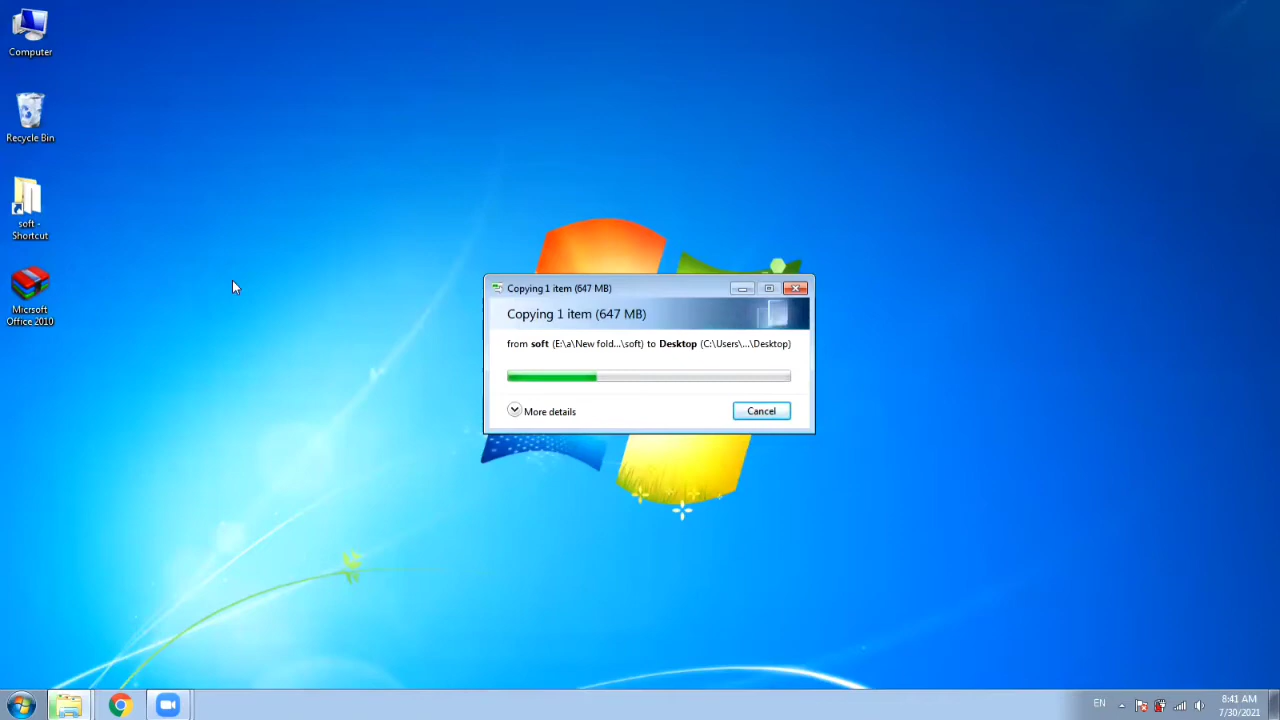 Computer
Recycle Bin
soft -
Shortcut
Micrsoft
Office 2010
Copying 1 item (647 MB)
Copying 1 item (647 MB)
from soft (E:\a\New fold...\soft) to Desktop (C:\Users\...\Desktop)
More details
Cancel
EN
8:41 AM
7/30/2021